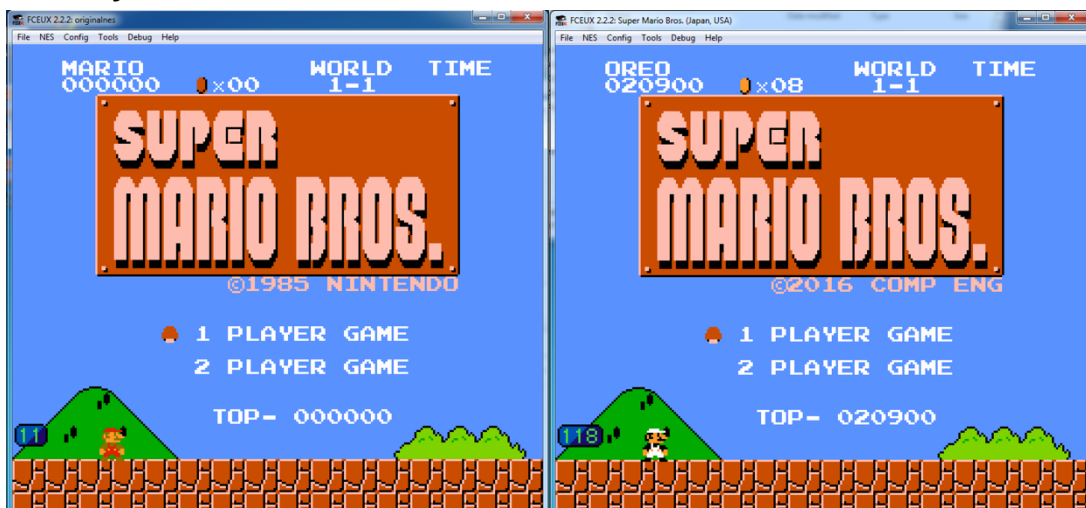 FCEUX 2.2.2: originalnes
File NES Config Tools Debug Help
MARIO WORLD TIME
000000 ×00 1-1
SUPER
MARIO BROS.
©1985 NINTENDO
1 PLAYER GAME
2 PLAYER GAME
TOP- 000000
11
FCEUX 2.2.2: Super Mario Bros. (Japan, USA)
File NES Config Tools Debug Help
OREO WORLD TIME
020900 ×08 1-1
SUPER
MARIO BROS.
©2016 COMP ENG
1 PLAYER GAME
2 PLAYER GAME
TOP- 020900
118